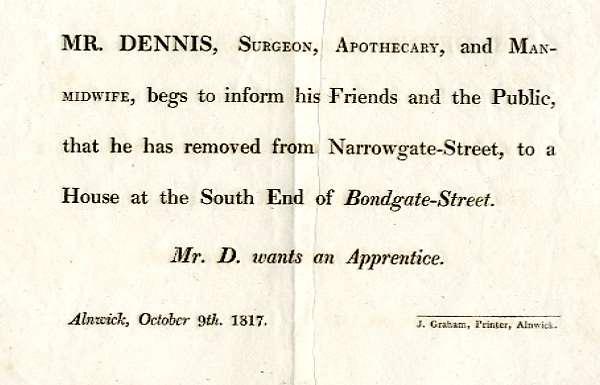 MR. DENNIS, SURGEON, APOTHECARY, and MAN-
MIDWIFE, begs to inform his Friends and the Public,
that he has removed from Narrowgate-Street, to a
House at the South End of Bondgate-Street.
Mr. D. wants an Apprentice.
Alnwick, October 9th. 1817.
J. Graham, Printer, Alnwick.